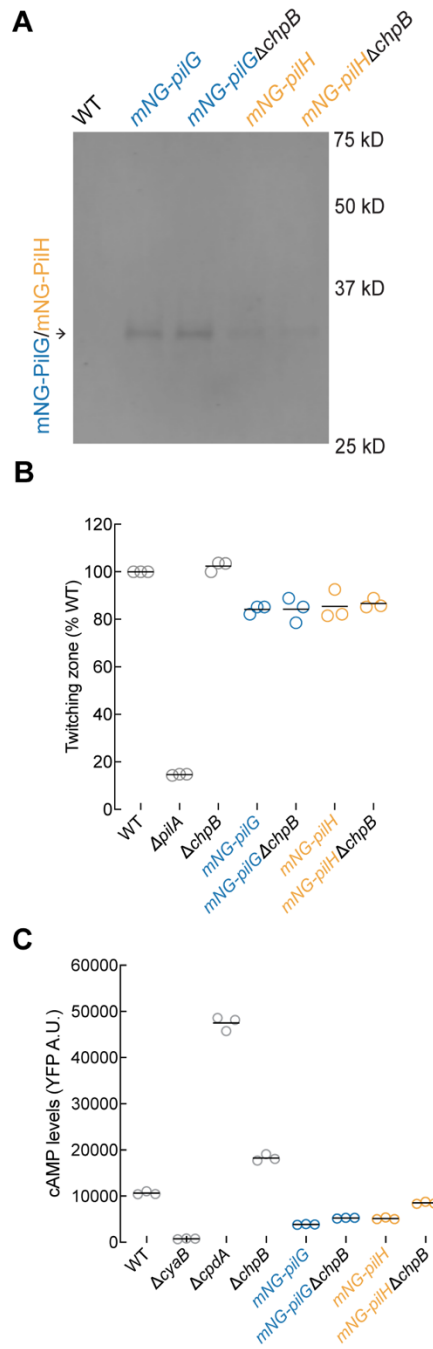 A
WT
mNG-pilG
mNG-pilGΔchpB
mNG-pilH
mNG-pilHΔchpB
75 kD
50 kD
37 kD
25 kD
mNG-PilG/mNG-PilH
B
Twitching zone (% WT)
120
100
80
60
40
20
0
WT
ΔpilA
ΔchpB
mNG-pilG
mNG-pilGΔchpB
mNG-pilH
mNG-pilHΔchpB
C
cAMP levels (YFP A.U.)
60000
50000
40000
30000
20000
10000
0
WT
ΔcyaB
ΔcpdA
ΔchpB
mNG-pilG
mNG-pilGΔchpB
mNG-pilH
mNG-pilHΔchpB